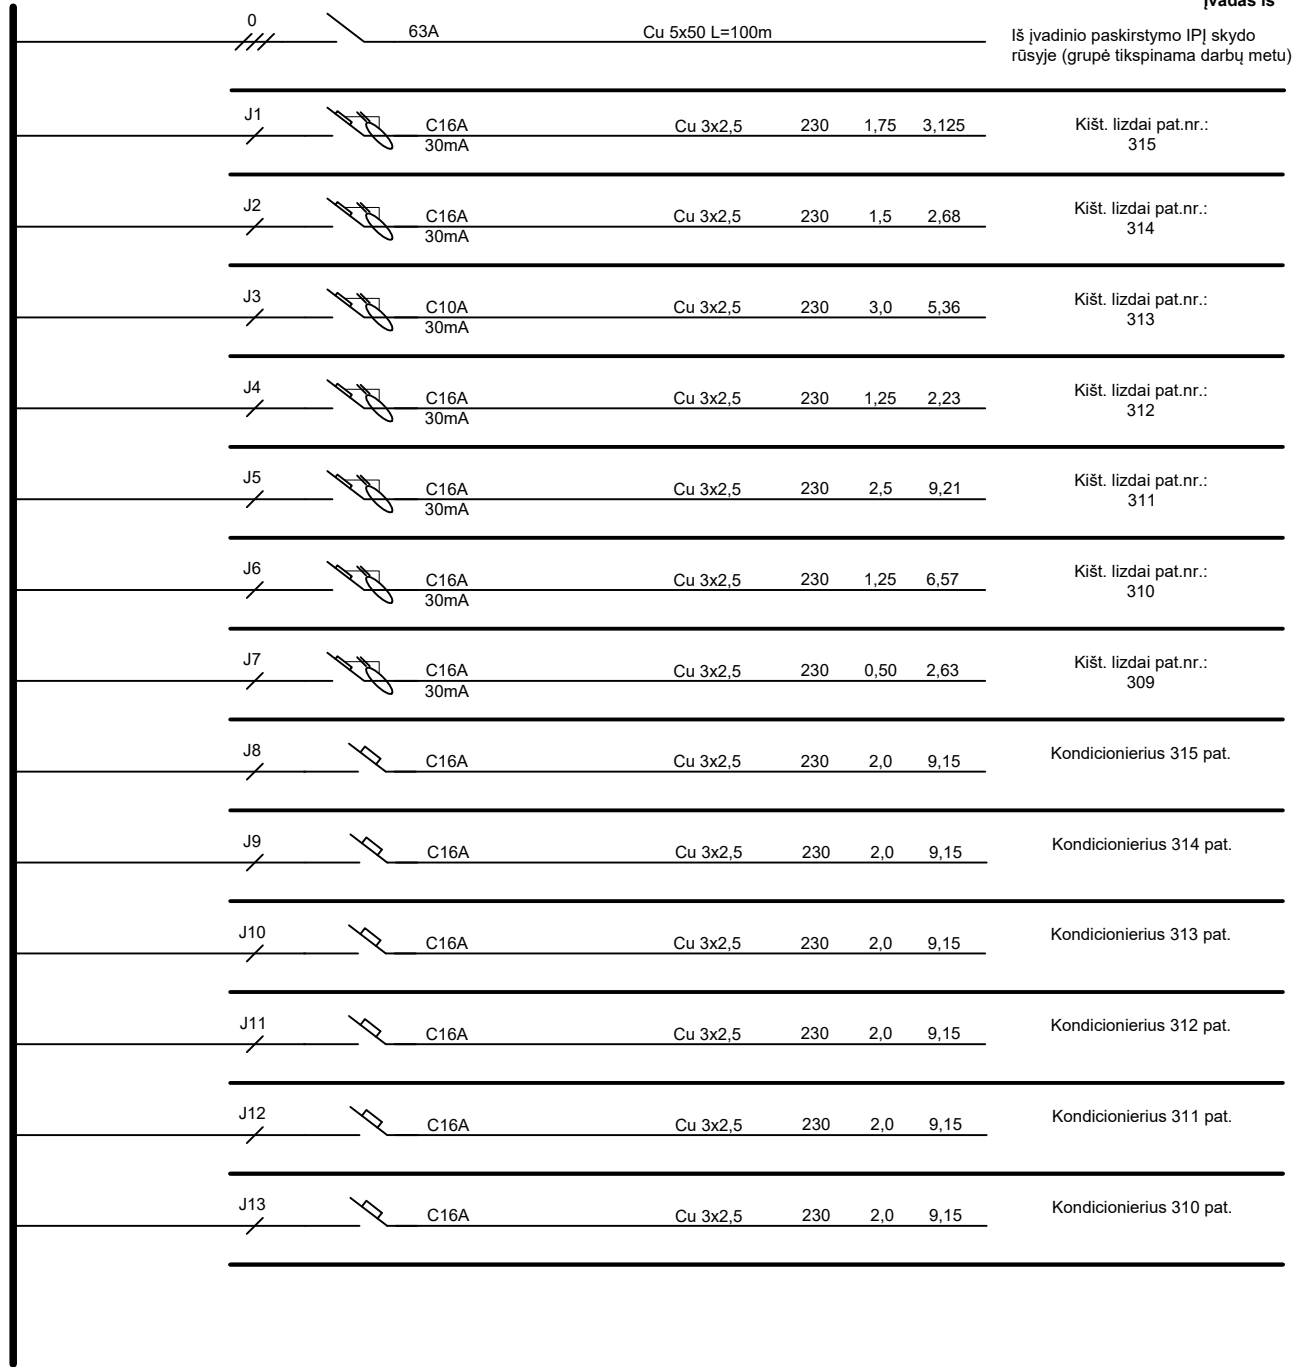 Įvadas iš
0 63A Cu 5x50 L=100m Iš įvadinio paskirstymo IPĮ skydo
rūsyje (grupė tikspinama darbų metu)
J1 C16A Cu 3x2,5 230 1,75 3,125 Kišt. lizdai pat.nr.:
30mA 315
J2 C16A Cu 3x2,5 230 1,5 2,68 Kišt. lizdai pat.nr.:
30mA 314
J3 C10A Cu 3x2,5 230 3,0 5,36 Kišt. lizdai pat.nr.:
30mA 313
J4 C16A Cu 3x2,5 230 1,25 2,23 Kišt. lizdai pat.nr.:
30mA 312
J5 C16A Cu 3x2,5 230 2,5 9,21 Kišt. lizdai pat.nr.:
30mA 311
J6 C16A Cu 3x2,5 230 1,25 6,57 Kišt. lizdai pat.nr.:
30mA 310
J7 C16A Cu 3x2,5 230 0,50 2,63 Kišt. lizdai pat.nr.:
30mA 309
J8 C16A Cu 3x2,5 230 2,0 9,15 Kondicionierius 315 pat.
J9 C16A Cu 3x2,5 230 2,0 9,15 Kondicionierius 314 pat.
J10 C16A Cu 3x2,5 230 2,0 9,15 Kondicionierius 313 pat.
J11 C16A Cu 3x2,5 230 2,0 9,15 Kondicionierius 312 pat.
J12 C16A Cu 3x2,5 230 2,0 9,15 Kondicionierius 311 pat.
J13 C16A Cu 3x2,5 230 2,0 9,15 Kondicionierius 310 pat.